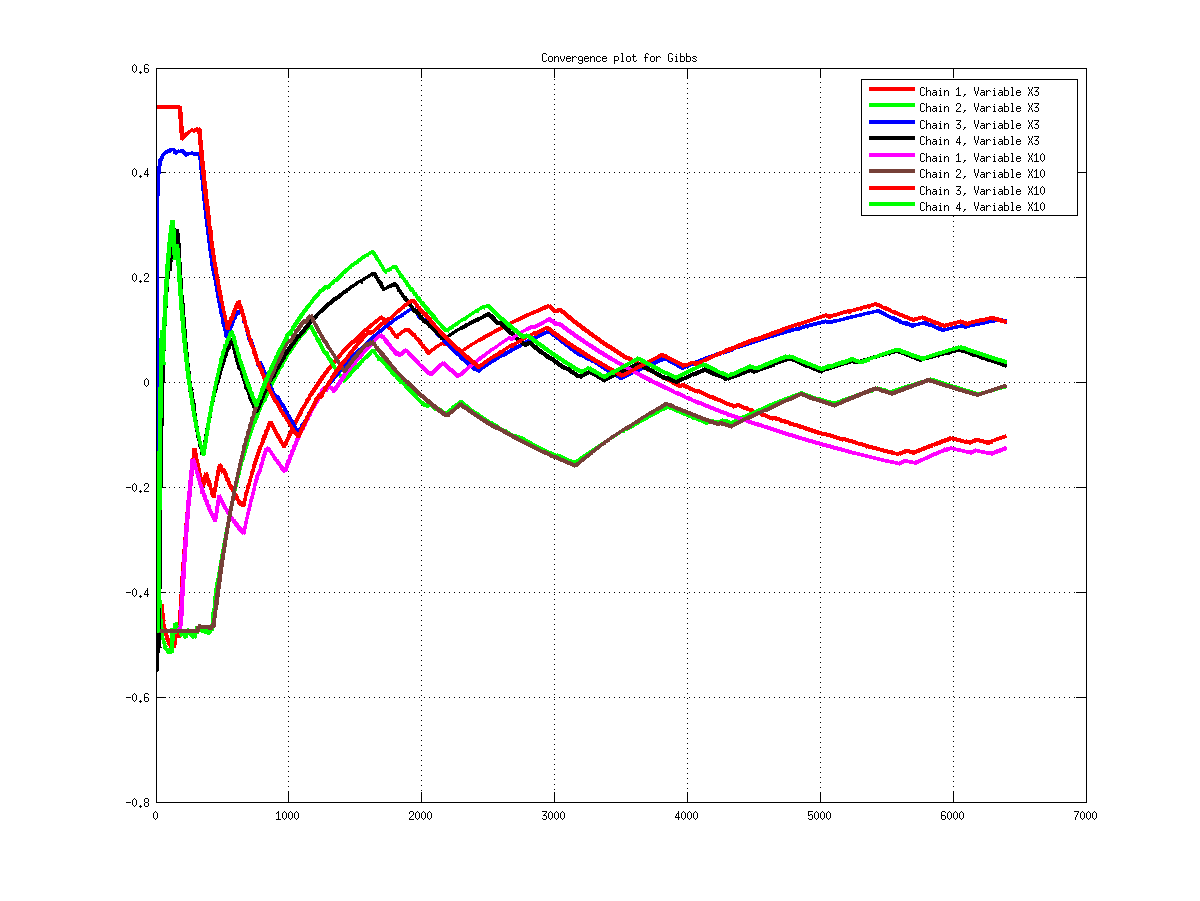 Convergence plot for Gibbs
0.6
0.4
0.2
0
-0.2
-0.4
-0.6
-0.8
0 1000 2000 3000 4000 5000 6000 7000
Chain 1, Variable X3
Chain 2, Variable X3
Chain 3, Variable X3
Chain 4, Variable X3
Chain 1, Variable X10
Chain 2, Variable X10
Chain 3, Variable X10
Chain 4, Variable X10